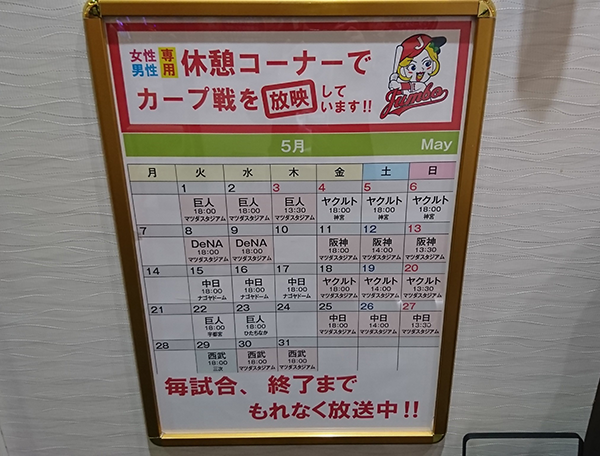 女性 専用 休憩コーナーで
男性
カープ戦を 放映 して
います!!
Jumbo
5月 May
月 火 水 木 金 土 日
1 2 3 4 5 6
巨人 巨人 巨人 ヤクルト ヤクルト ヤクルト
18:00 18:00 13:30 18:00 18:00 18:00
マツダスタジアム マツダスタジアム マツダスタジアム 神宮 神宮 神宮
7 8 9 10 11 12 13
DeNA DeNA 阪神 阪神 阪神
18:00 18:00 18:00 14:00 13:30
マツダスタジアム マツダスタジアム マツダスタジアム マツダスタジアム マツダスタジアム
14 15 16 17 18 19 20
中日 中日 中日 ヤクルト ヤクルト ヤクルト
18:00 18:00 18:00 18:00 14:00 13:30
ナゴヤドーム ナゴヤドーム ナゴヤドーム マツダスタジアム マツダスタジアム マツダスタジアム
21 22 23 24 25 26 27
巨人 巨人 中日 中日 中日
18:00 18:00 18:00 14:00 13:30
宇都宮 ひたちなか マツダスタジアム マツダスタジアム マツダスタジアム
28 29 30 31
西武 西武 西武
18:00 18:00 18:00
三次 マツダスタジアム マツダスタジアム
毎試合、終了まで
もれなく放送中!!